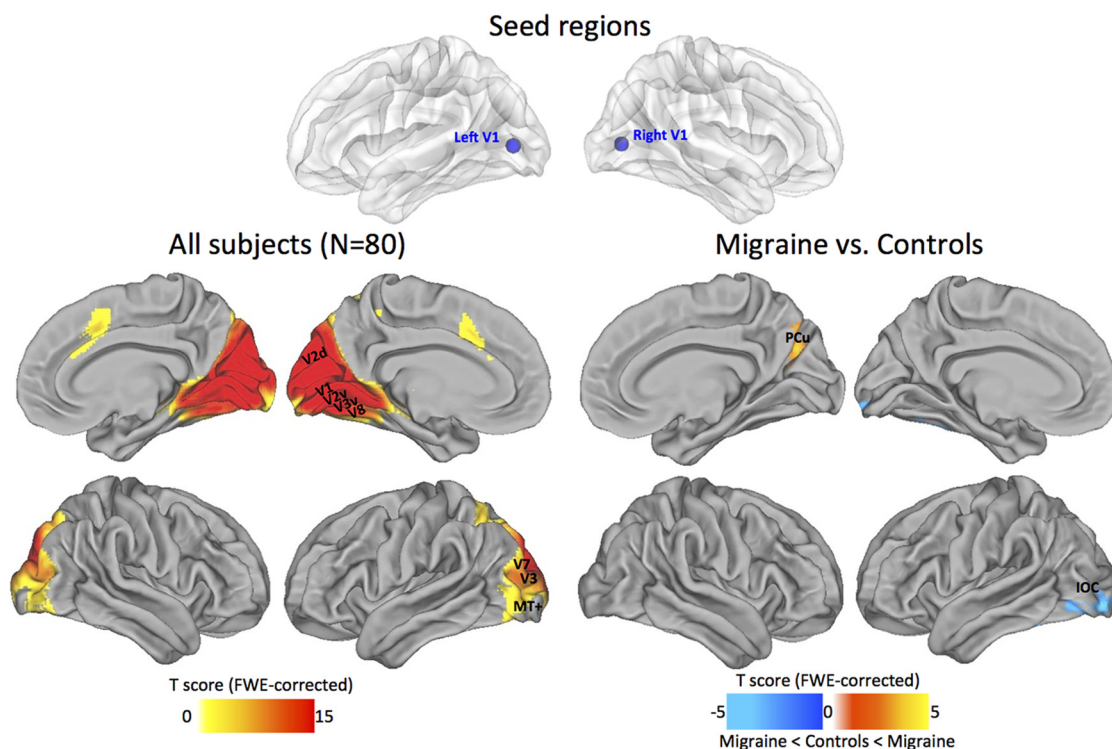 Seed regions
Left V1
Right V1
All subjects (N=80)
Migraine vs. Controls
V2d
V1
V2v
V3v
V8
PCu
V7
V3
MT+
IOC
T score (FWE-corrected)
0
15
T score (FWE-corrected)
-5
0
5
Migraine < Controls < Migraine